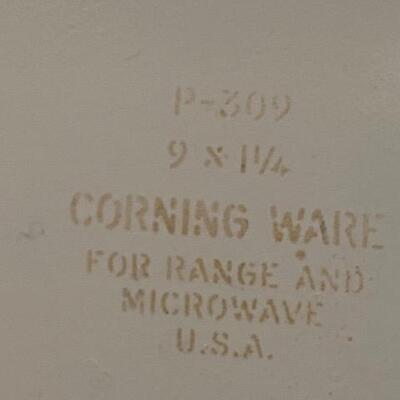 P-309
9 x 1¼
CORNING WARE
FOR RANGE AND
MICROWAVE
U.S.A.